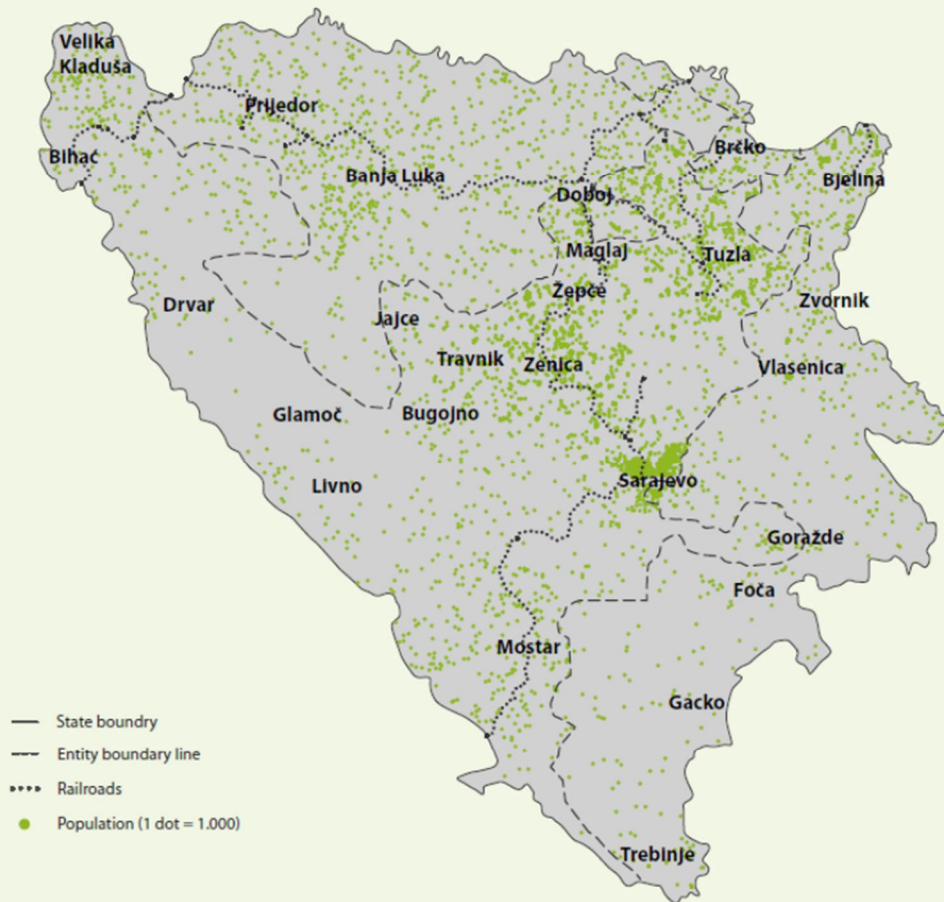 Velika
Kladuša
Prijedor
Bihać
Banja Luka
Brčko
Bjelina
Doboj
Maglaj
Tuzla
Žepče
Zvornik
Drvar
Jajce
Travnik
Zenica
Vlasenica
Glamoč
Bugojno
Livno
Sarajevo
Goražde
Foča
Mostar
Gacko
Trebinje
State boundry
Entity boundary line
Railroads
Population (1 dot = 1.000)